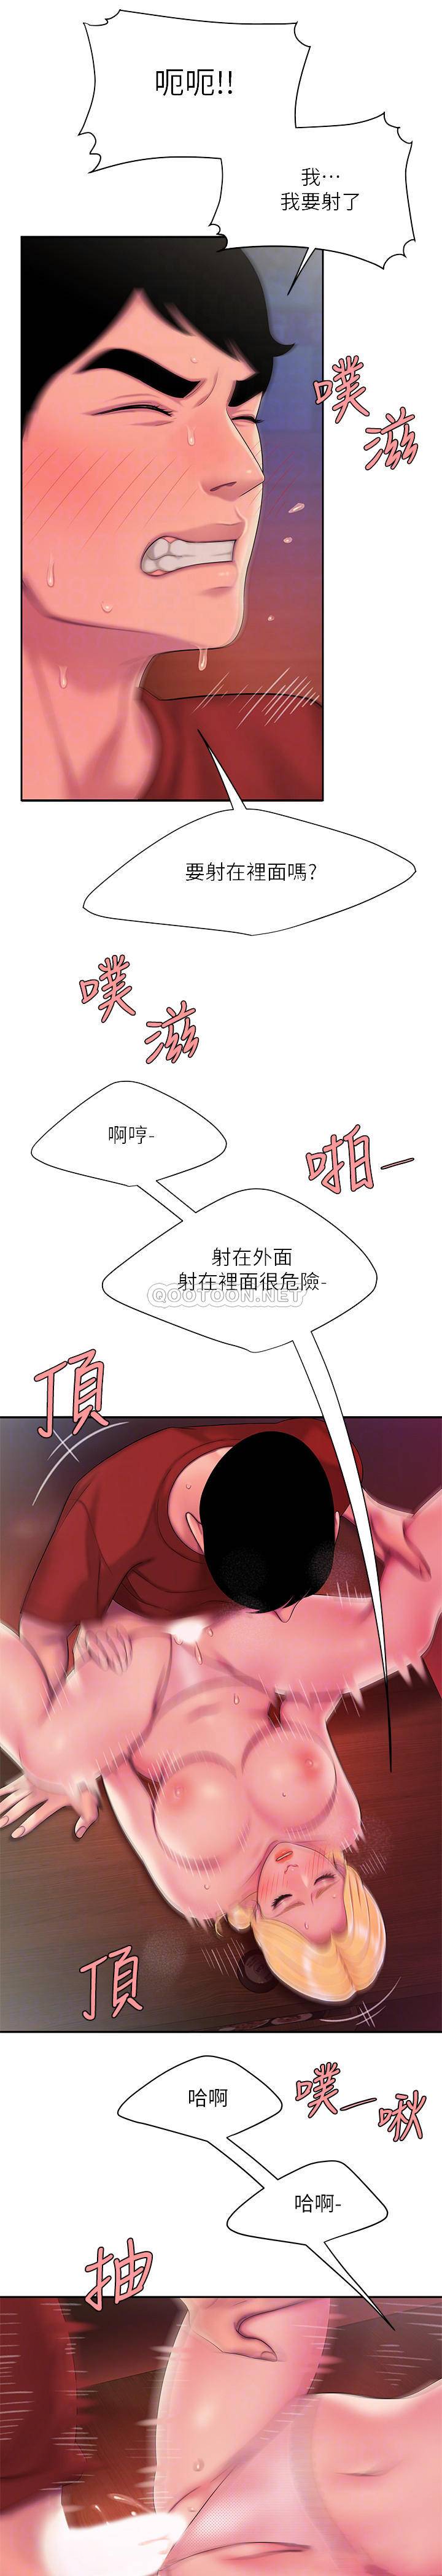 呃呃!!
我…
我要射了
噗
滋
要射在裡面嗎?
噗
滋
啊哼-
啪一
射在外面
射在裡面很危險-
QOOTOON.NET
頂
頂
哈啊
噗一啾
哈啊-
抽